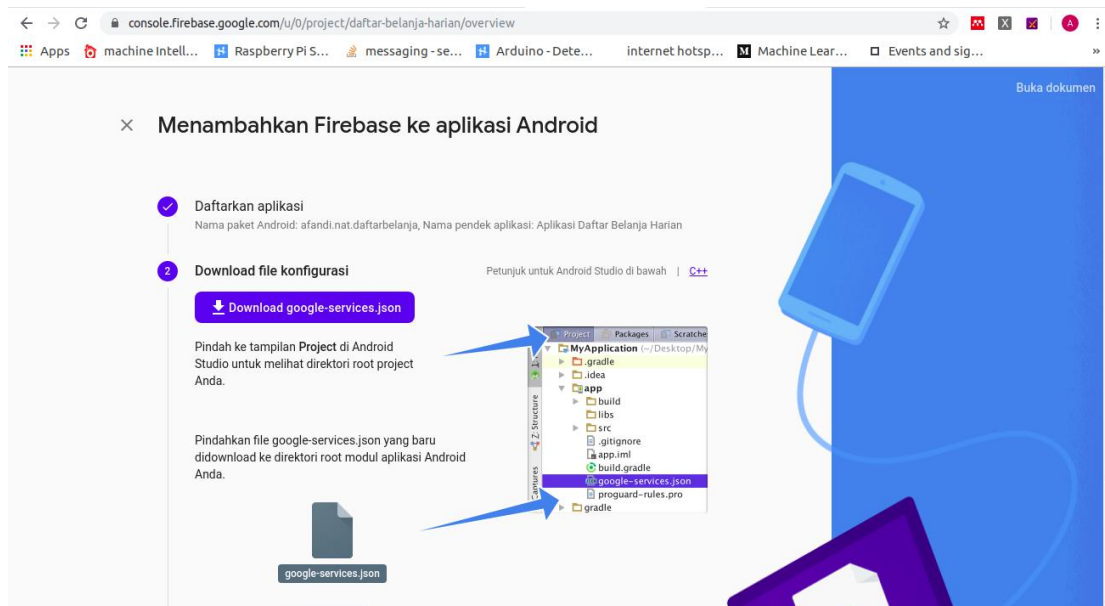 console.firebase.google.com/u/0/project/daftar-belanja-harian/overview
A
Apps machine Intell... Raspberry Pi S... messaging - se... Arduino - Dete... internet hotsp... M Machine Lear... Events and sig... »
Buka dokumen
Menambahkan Firebase ke aplikasi Android
Daftarkan aplikasi
Nama paket Android: afandi.nat.daftarbelanja, Nama pendek aplikasi: Aplikasi Daftar Belanja Harian
2 Download file konfigurasi
Petunjuk untuk Android Studio di bawah | C++
Download google-services.json
Pindah ke tampilan Project di Android
Studio untuk melihat direktori root project
Anda.
Pindahkan file google-services.json yang baru
didownload ke direktori root modul aplikasi Android
Anda.
google-services.json
Project Packages Scratche
MyApplication (~/Desktop/My
.gradle
.idea
app
build
libs
src
.gitignore
app.iml
build.gradle
google-services.json
proguard-rules.pro
gradle
Z: Structure
Captures